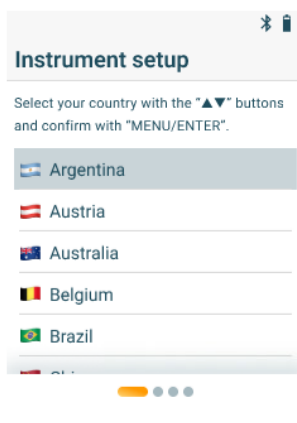 Instrument setup
Select your country with the "▲▼" buttons
and confirm with "MENU/ENTER".
Argentina
Austria
Australia
Belgium
Brazil